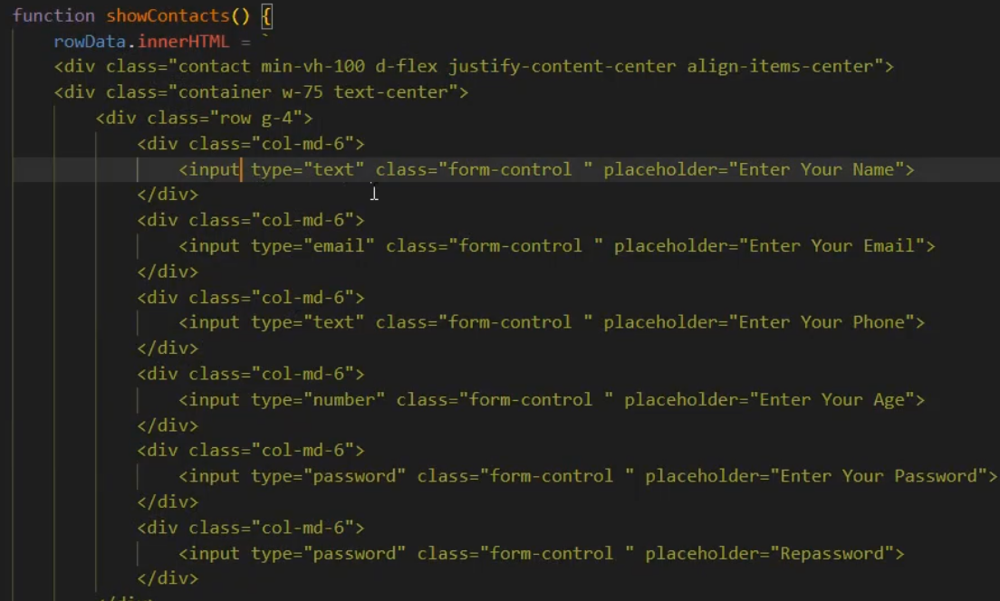 function showContacts() {
    rowData.innerHTML = `
    <div class="contact min-vh-100 d-flex justify-content-center align-items-center">
    <div class="container w-75 text-center">
        <div class="row g-4">
            <div class="col-md-6">
                <input type="text" class="form-control " placeholder="Enter Your Name">
            </div>
            <div class="col-md-6">
                <input type="email" class="form-control " placeholder="Enter Your Email">
            </div>
            <div class="col-md-6">
                <input type="text" class="form-control " placeholder="Enter Your Phone">
            </div>
            <div class="col-md-6">
                <input type="number" class="form-control " placeholder="Enter Your Age">
            </div>
            <div class="col-md-6">
                <input type="password" class="form-control " placeholder="Enter Your Password">
            </div>
            <div class="col-md-6">
                <input type="password" class="form-control " placeholder="Repassword">
            </div>